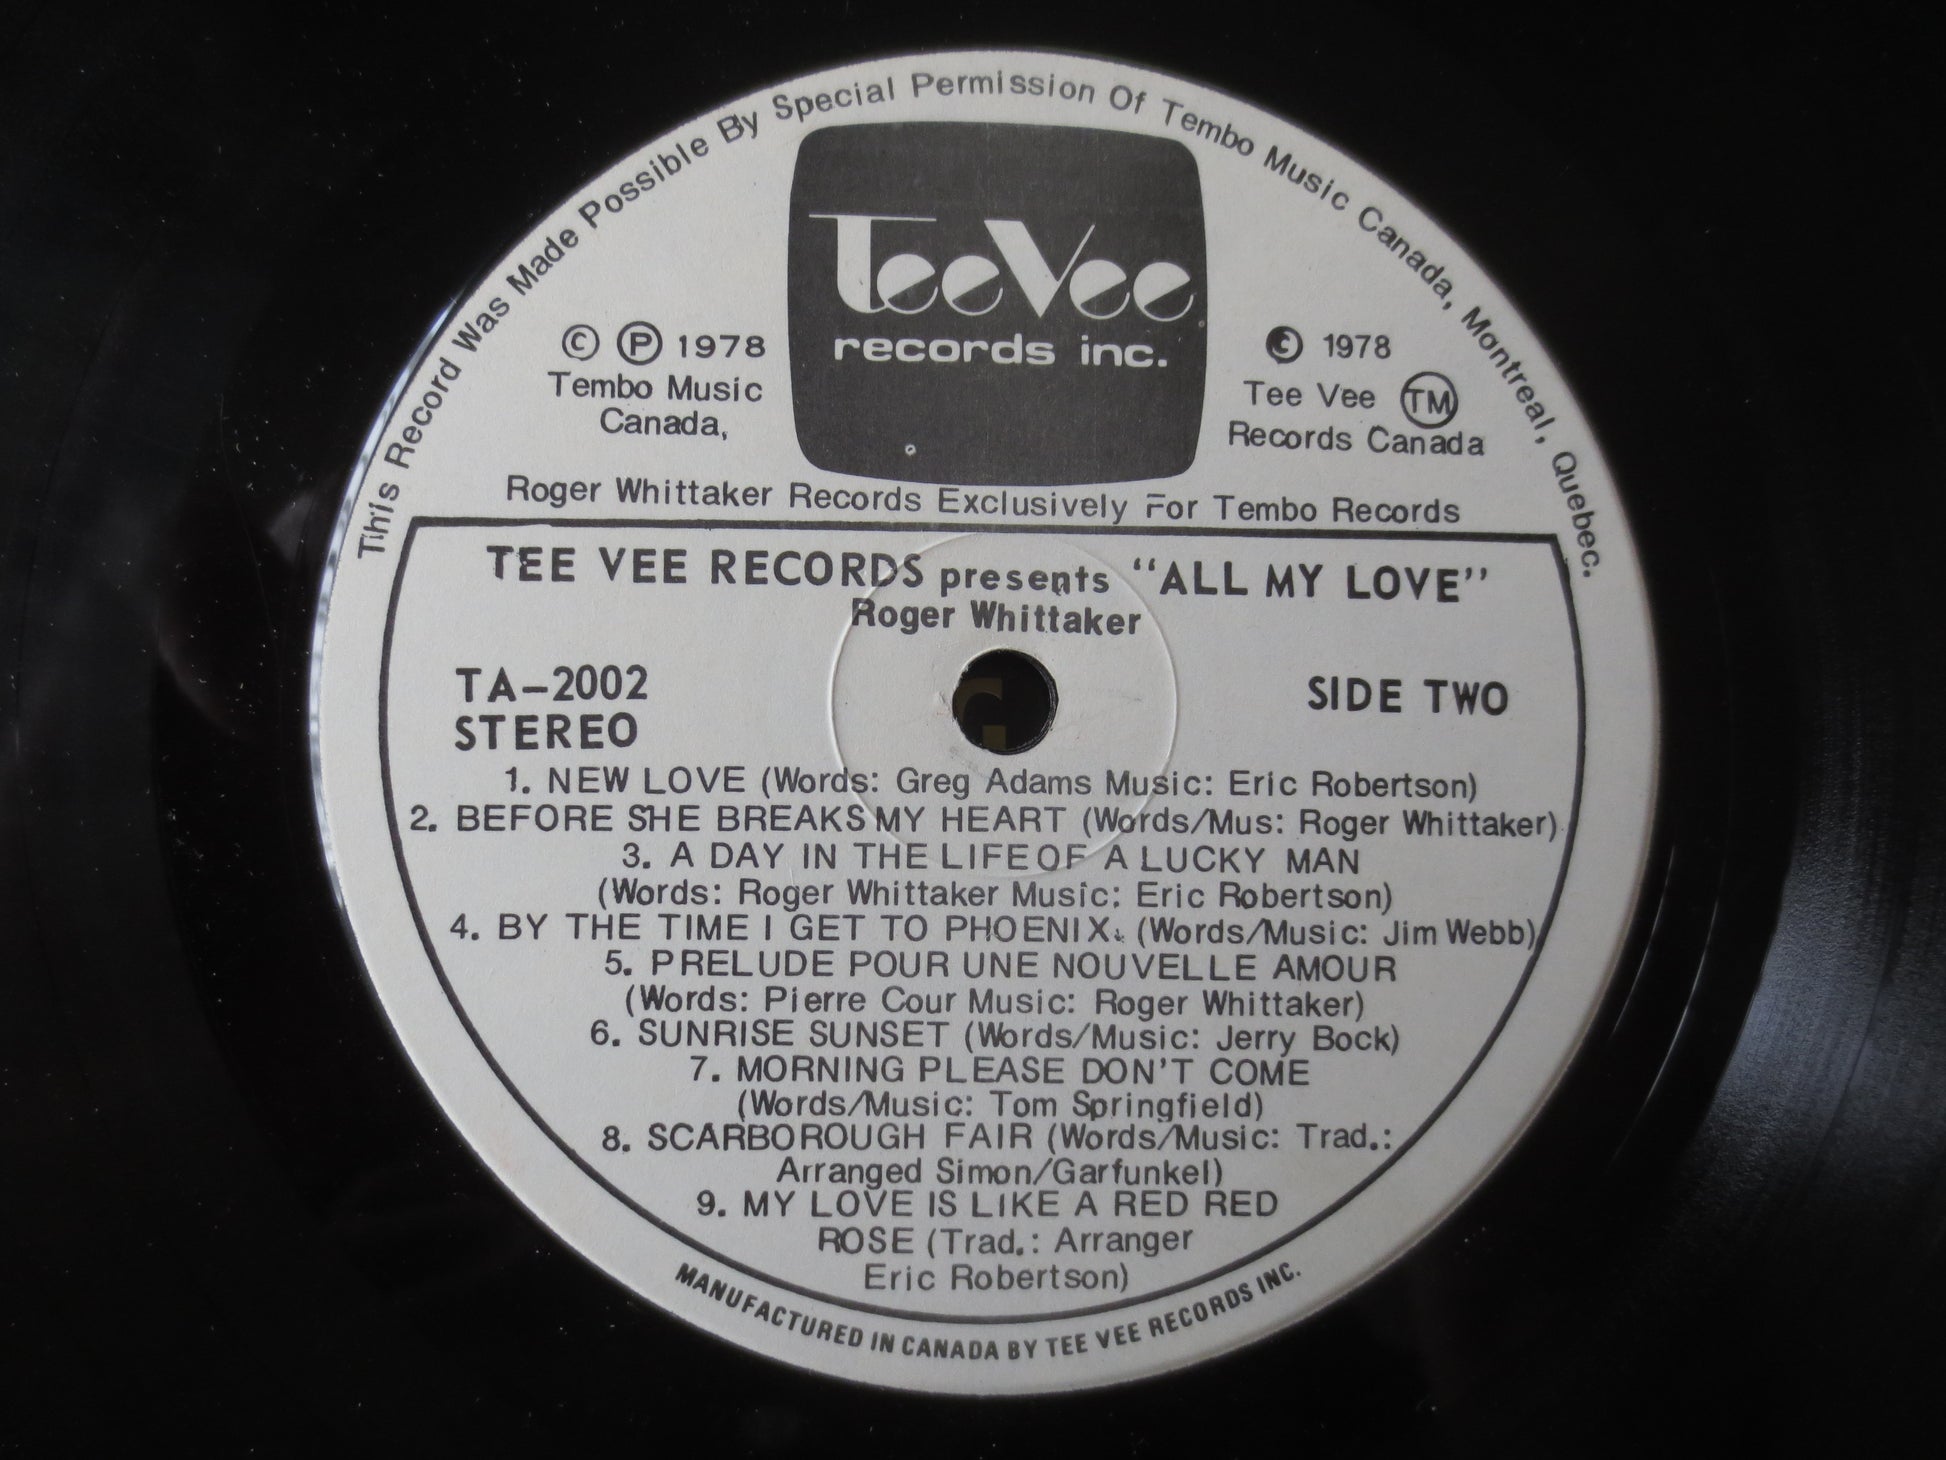 This Record Was Made Possible By Special Permission Of Tembo Music Canada, Montreal, Quebec.
TeeVee
records inc.
© Ⓟ 1978
Tembo Music
Canada,
© 1978
Tee Vee TM
Records Canada
Roger Whittaker Records Exclusively For Tembo Records
TEE VEE RECORDS presents "ALL MY LOVE"
Roger Whittaker
TA-2002
STEREO
SIDE TWO
1. NEW LOVE (Words: Greg Adams Music: Eric Robertson)
2. BEFORE SHE BREAKS MY HEART (Words/Mus: Roger Whittaker)
3. A DAY IN THE LIFE OF A LUCKY MAN
(Words: Roger Whittaker Music: Eric Robertson)
4. BY THE TIME I GET TO PHOENIX. (Words/Music: Jim Webb)
5. PRELUDE POUR UNE NOUVELLE AMOUR
(Words: Pierre Cour Music: Roger Whittaker)
6. SUNRISE SUNSET (Words/Music: Jerry Bock)
7. MORNING PLEASE DON'T COME
(Words/Music: Tom Springfield)
8. SCARBOROUGH FAIR (Words/Music: Trad.:
Arranged Simon/Garfunkel)
9. MY LOVE IS LIKE A RED RED
ROSE (Trad.: Arranger
Eric Robertson)
MANUFACTURED IN CANADA BY TEE VEE RECORDS INC.